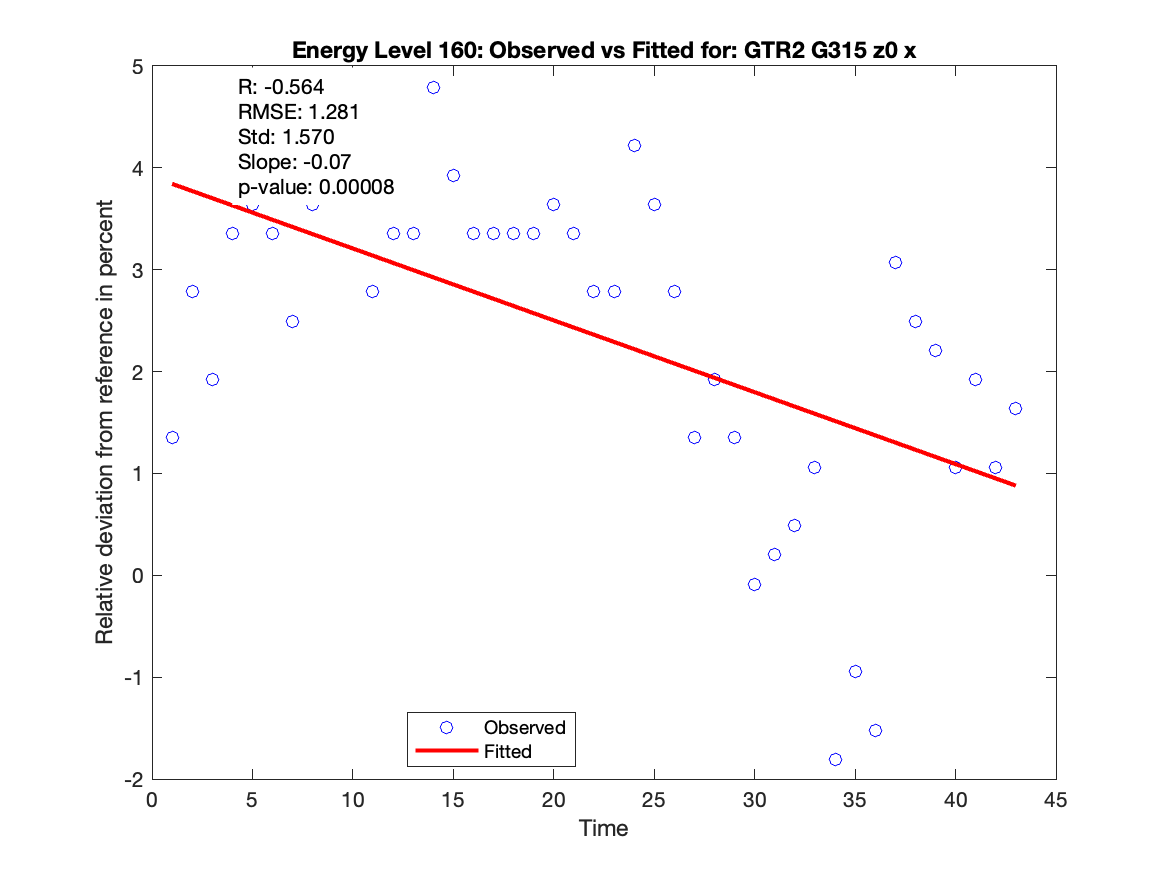 Energy Level 160: Observed vs Fitted for: GTR2 G315 z0 x
R: -0.564
RMSE: 1.281
Std: 1.570
Slope: -0.07
p-value: 0.00008
5
4
3
2
1
0
-1
-2
Relative deviation from reference in percent
Observed
Fitted
0 5 10 15 20 25 30 35 40 45
Time